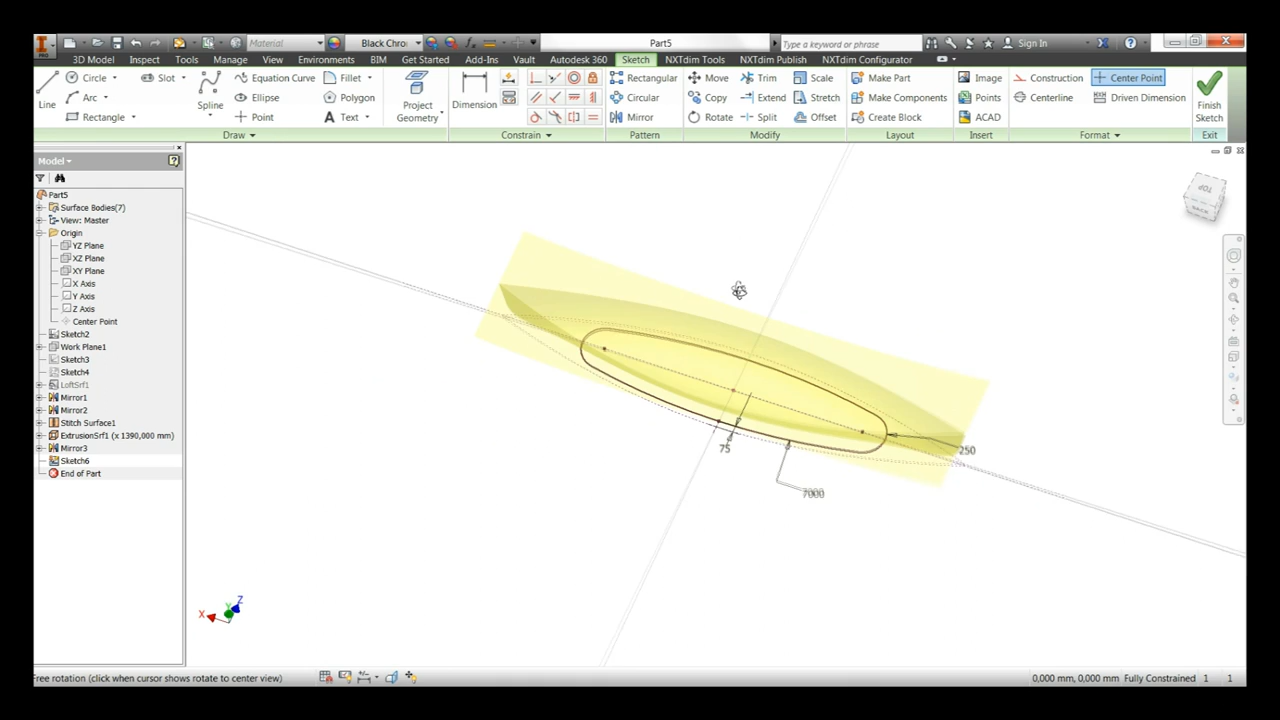 Material
Black Chro
Part5
Type a keyword or phrase
Sign In
PRO
3D Model Inspect Tools Manage View Environments BIM Get Started Add-Ins Vault Autodesk 360 Sketch NXTdim Tools NXTdim Publish NXTdim Configurator
Line
Circle
Arc
Rectangle
Slot
Spline
Equation Curve
Ellipse
Point
Fillet
Polygon
Text
Project
Geometry
Dimension
Rectangular
Circular
Mirror
Move
Copy
Rotate
Trim
Extend
Split
Scale
Stretch
Offset
Make Part
Make Components
Create Block
Image
Points
ACAD
Construction
Centerline
Center Point
Driven Dimension
Finish
Sketch
Draw
Constrain
Pattern
Modify
Layout
Insert
Format
Exit
Model
Part5
Surface Bodies(7)
View: Master
Origin
YZ Plane
XZ Plane
XY Plane
X Axis
Y Axis
Z Axis
Center Point
Sketch2
Work Plane1
Sketch3
Sketch4
LoftSrf1
Mirror1
Mirror2
Stitch Surface1
ExtrusionSrf1 (x 1390,000 mm)
Mirror3
Sketch6
End of Part
TOP
75
250
7000
X
Y
Z
Free rotation (click when cursor shows rotate to center view)
0,000 mm, 0,000 mm Fully Constrained 1 1